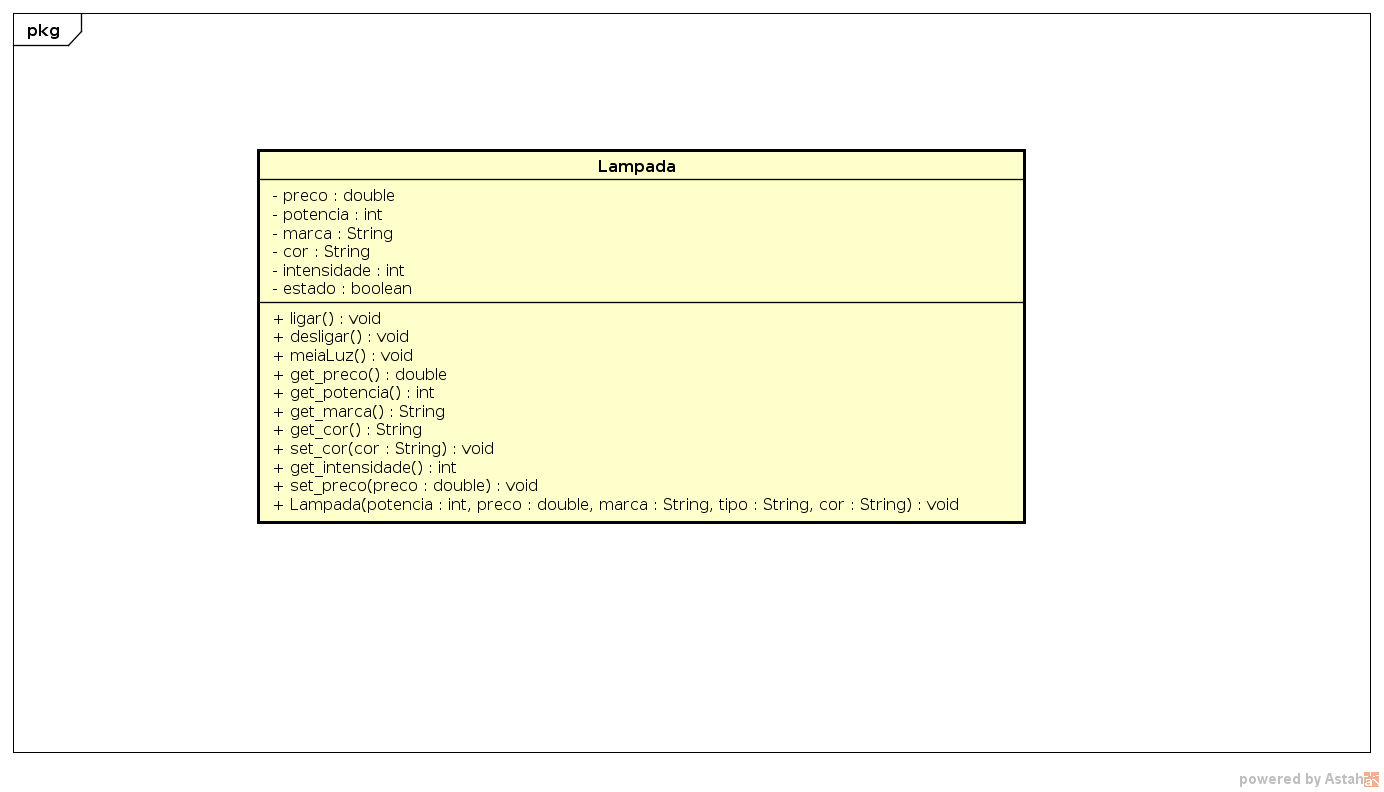 pkg
Lampada
- preco : double
- potencia : int
- marca : String
- cor : String
- intensidade : int
- estado : boolean
+ ligar() : void
+ desligar() : void
+ meiaLuz() : void
+ get_preco() : double
+ get_potencia() : int
+ get_marca() : String
+ get_cor() : String
+ set_cor(cor : String) : void
+ get_intensidade() : int
+ set_preco(preco : double) : void
+ Lampada(potencia : int, preco : double, marca : String, tipo : String, cor : String) : void
powered by Astah